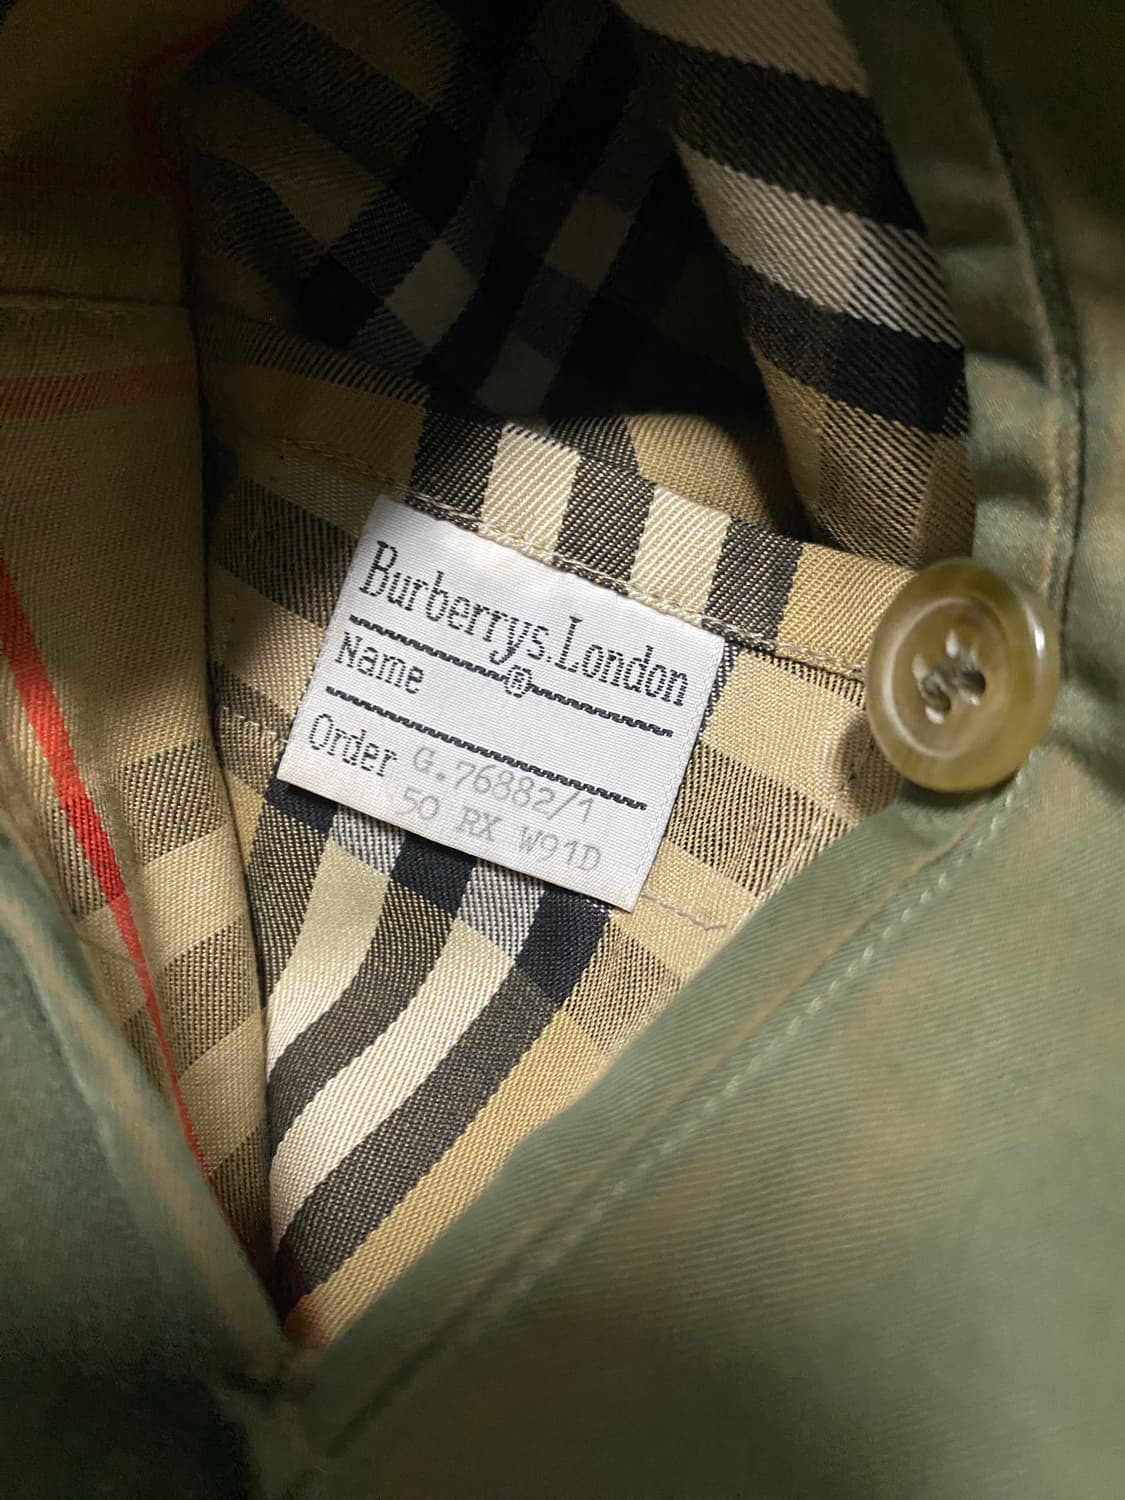 Burberrys.London
®
Name
Order G.76882/1
50 RX W91D